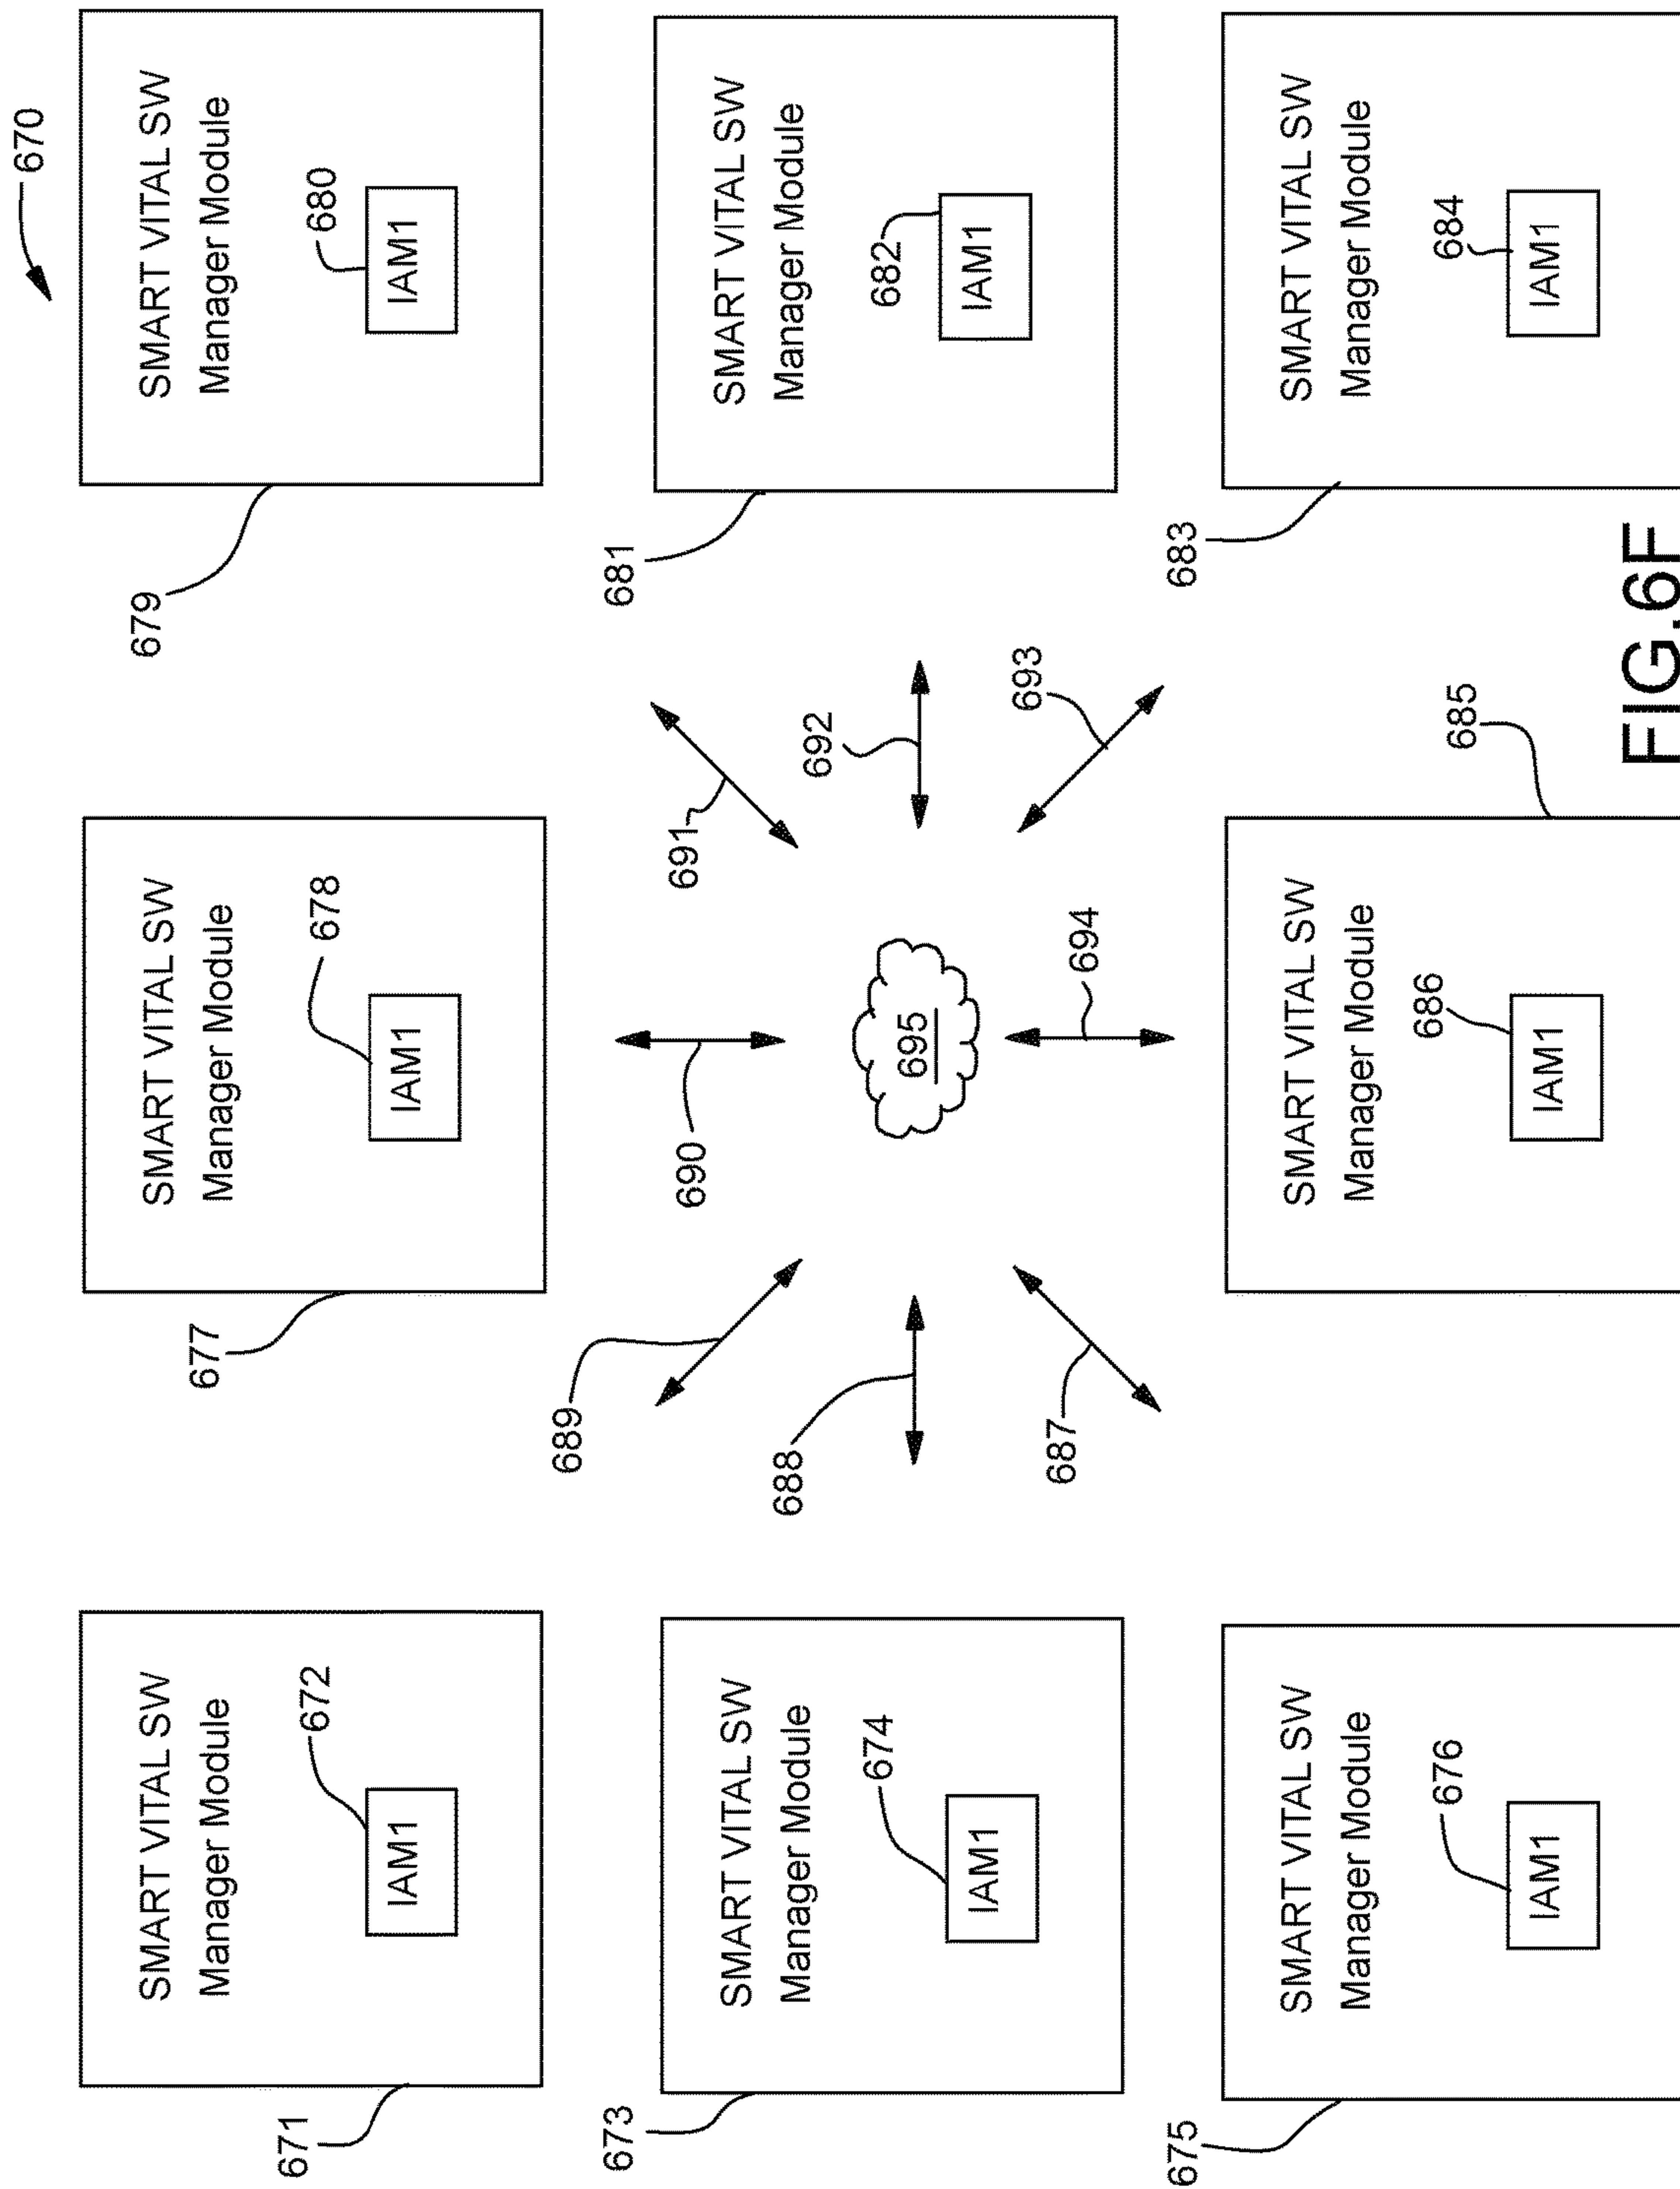 670
SMART VITAL SW
Manager Module
672
IAM1
671
SMART VITAL SW
Manager Module
678
IAM1
677
SMART VITAL SW
Manager Module
680
IAM1
679
689
690
691
SMART VITAL SW
Manager Module
674
IAM1
673
688
695
692
SMART VITAL SW
Manager Module
682
IAM1
681
687
694
693
SMART VITAL SW
Manager Module
676
IAM1
675
SMART VITAL SW
Manager Module
686
IAM1
685
SMART VITAL SW
Manager Module
684
IAM1
683
FIG.6F